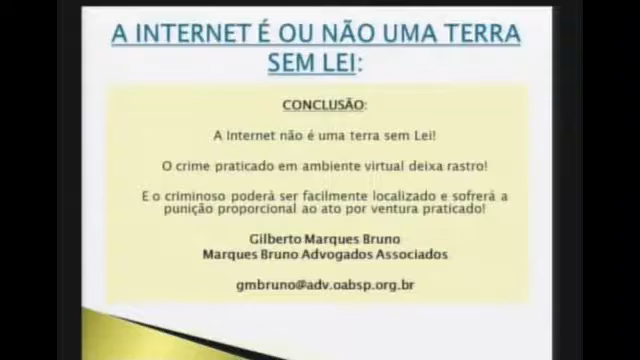 A INTERNET É OU NÃO UMA TERRA
SEM LEI:
CONCLUSÃO:
A Internet não é uma terra sem Lei!
O crime praticado em ambiente virtual deixa rastro!
E o criminoso poderá ser facilmente localizado e sofrerá a
punição proporcional ao ato por ventura praticado!
Gilberto Marques Bruno
Marques Bruno Advogados Associados
gmbruno@adv.oabsp.org.br